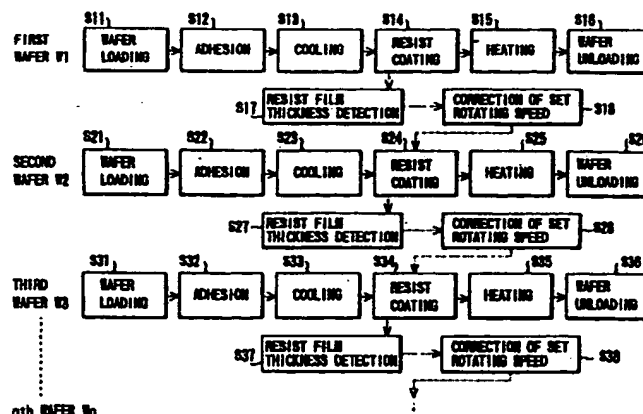 S11 S12 S13 S14 S15 S16
FIRST WAFER W1
WAFER LOADING
ADHESION
COOLING
RESIST COATING
HEATING
WAFER UNLOADING
S17
RESIST FILM THICKNESS DETECTION
CORRECTION OF SET ROTATING SPEED
S18
S21 S22 S23 S24 S25 S26
SECOND WAFER W2
WAFER LOADING
ADHESION
COOLING
RESIST COATING
HEATING
WAFER UNLOADING
S27
RESIST FILM THICKNESS DETECTION
CORRECTION OF SET ROTATING SPEED
S28
S31 S32 S33 S34 S35 S36
THIRD WAFER W3
WAFER LOADING
ADHESION
COOLING
RESIST COATING
HEATING
WAFER UNLOADING
S37
RESIST FILM THICKNESS DETECTION
CORRECTION OF SET ROTATING SPEED
S38
nth WAFER Wn